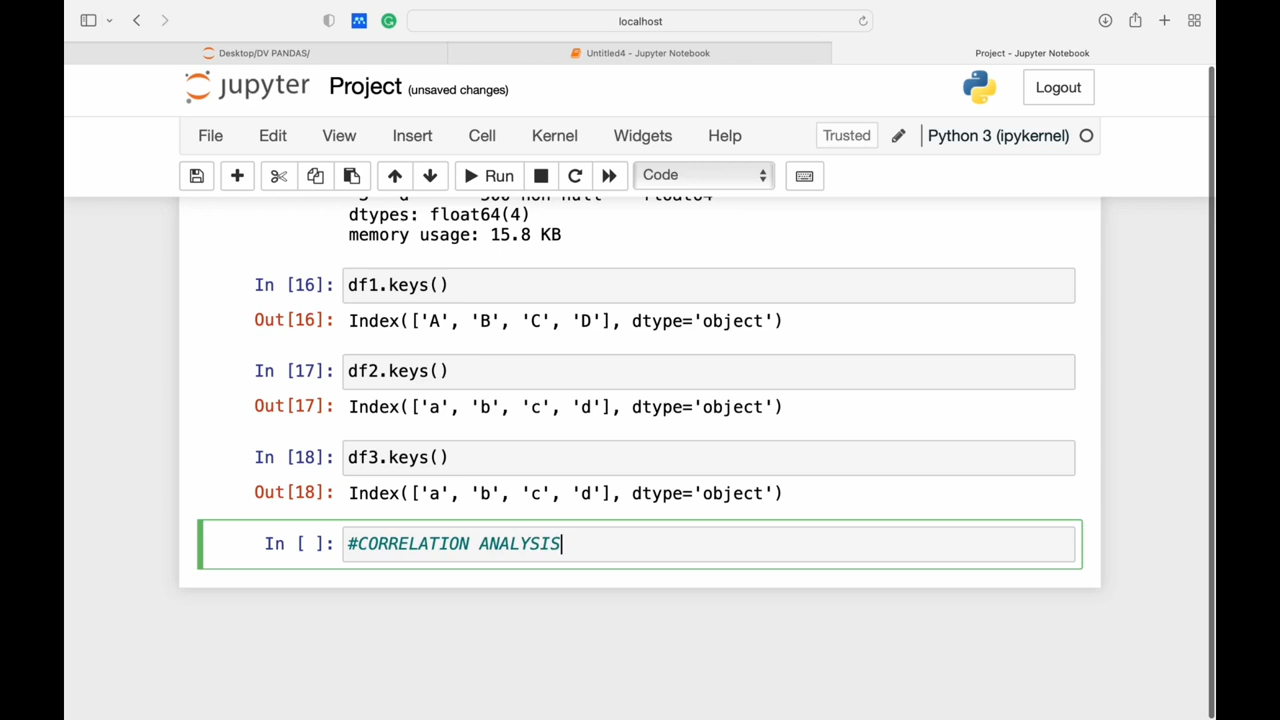 localhost
Desktop/DV PANDAS/
Untitled4 - Jupyter Notebook
Project - Jupyter Notebook
jupyter Project (unsaved changes)
Logout
File Edit View Insert Cell Kernel Widgets Help Trusted Python 3 (ipykernel)
Run Code
dtypes: float64(4)
memory usage: 15.8 KB
In [16]: df1.keys()
Out[16]: Index(['A', 'B', 'C', 'D'], dtype='object')
In [17]: df2.keys()
Out[17]: Index(['a', 'b', 'c', 'd'], dtype='object')
In [18]: df3.keys()
Out[18]: Index(['a', 'b', 'c', 'd'], dtype='object')
In [ ]: #CORRELATION ANALYSIS